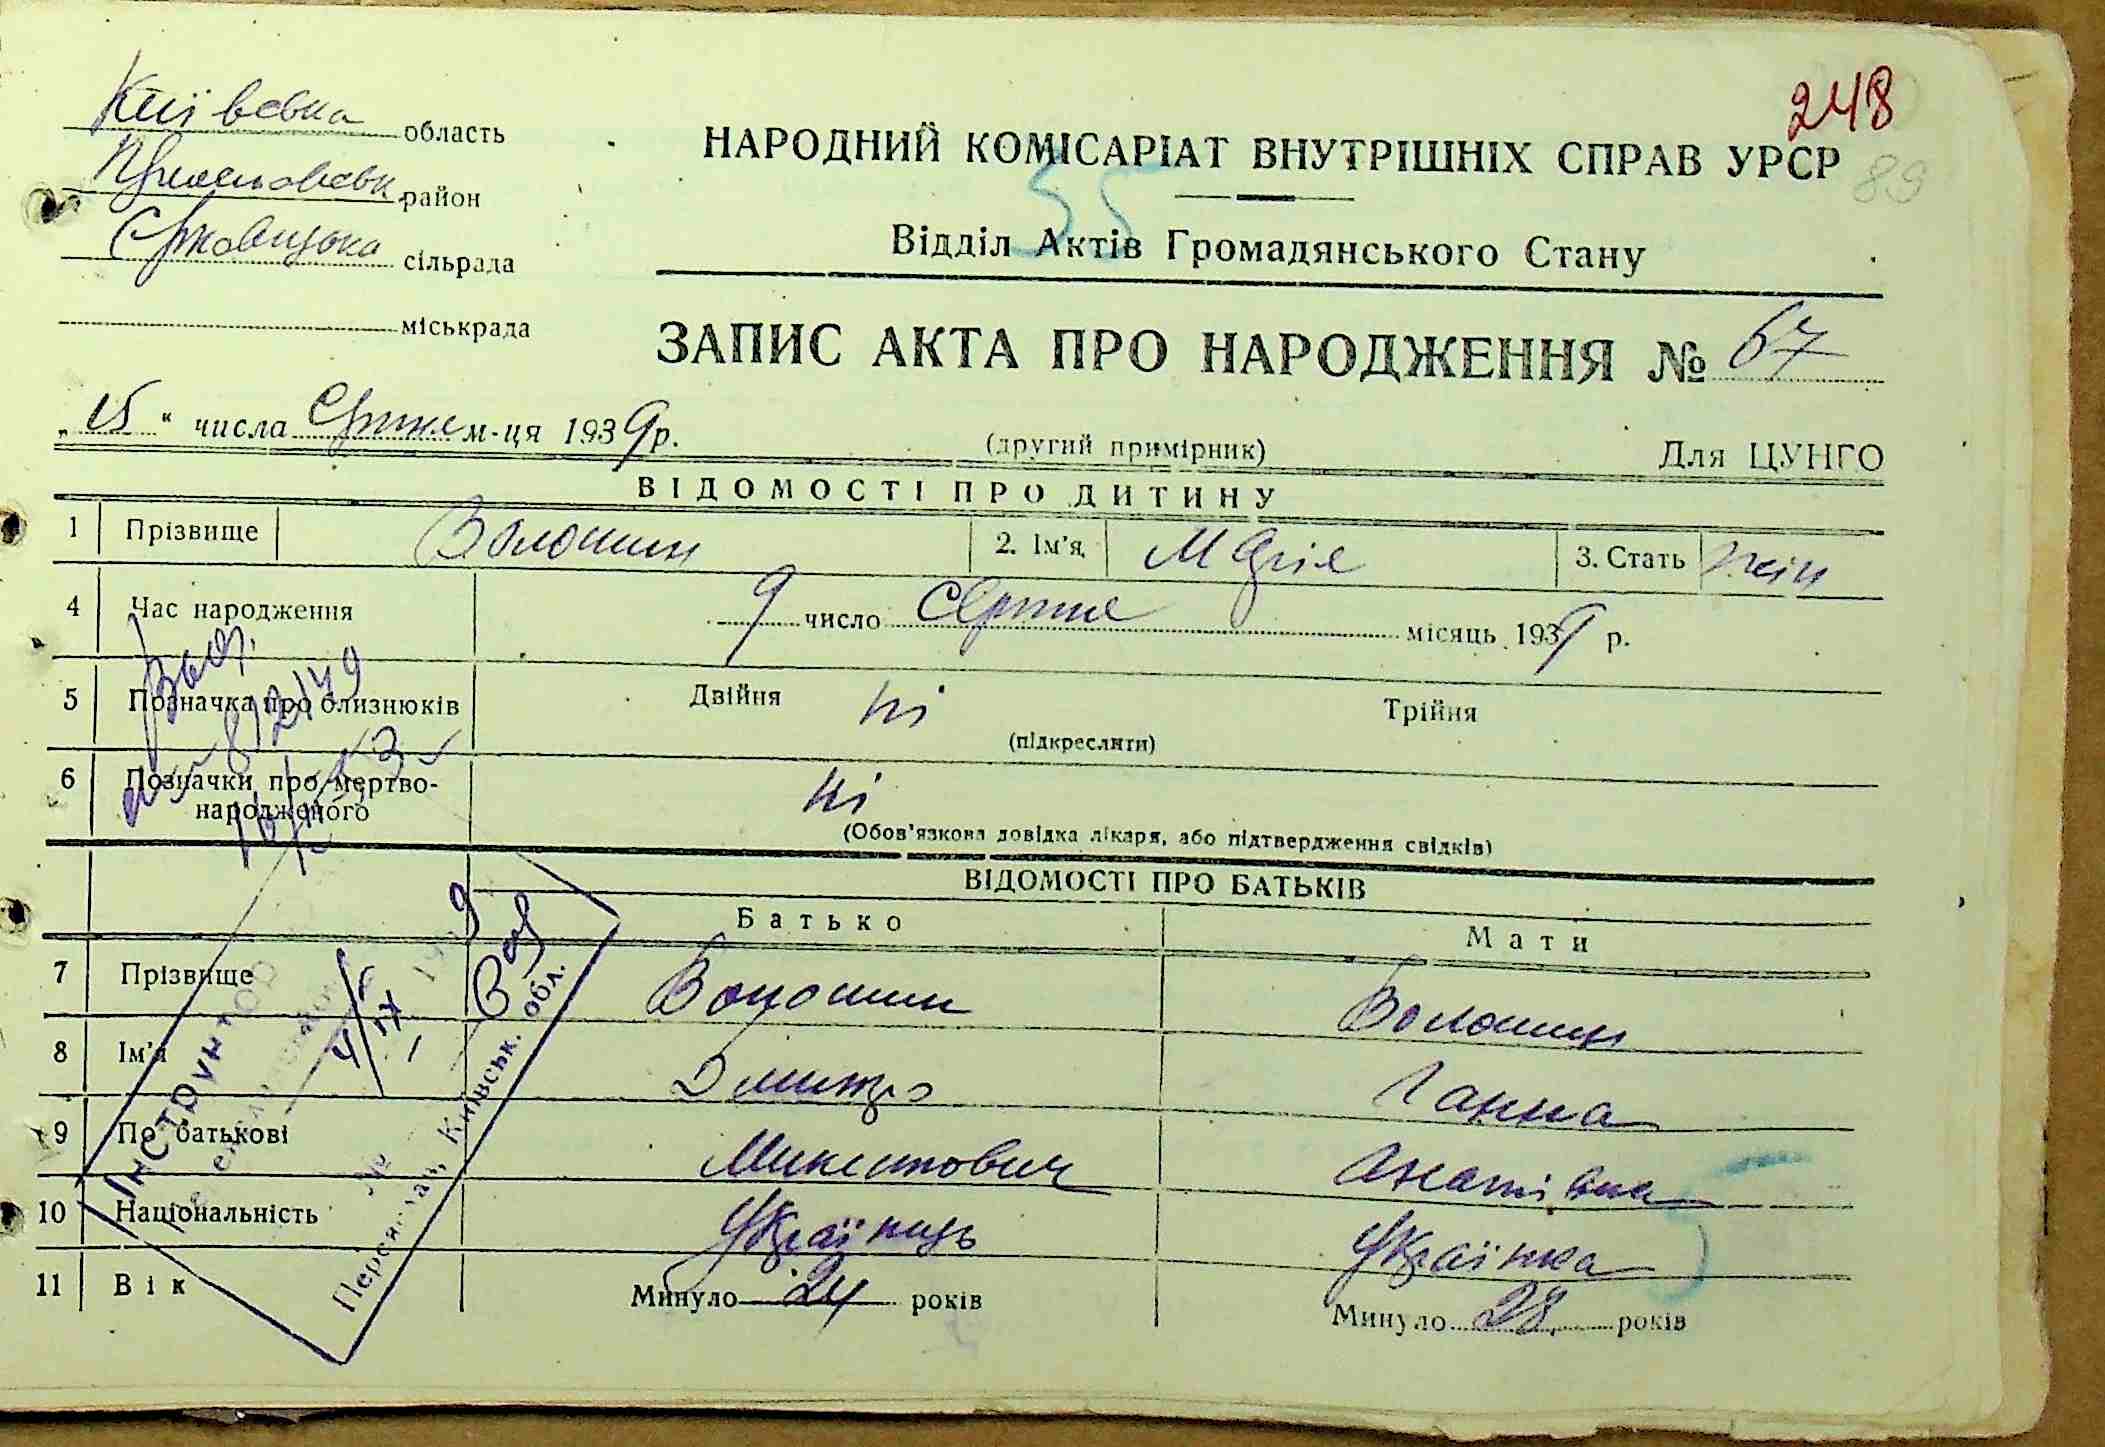 248
Київська область
НАРОДНИЙ КОМІСАРІАТ ВНУТРІШНІХ СПРАВ УРСР
89
район
55
сільрада
Відділ Актів Громадянського Стану
міськрада
ЗАПИС АКТА ПРО НАРОДЖЕННЯ № 67
„15“ числа Серпня м-ця 1939 р.
(другий примірник) Для ЦУНГО
ВІДОМОСТІ ПРО ДИТИНУ
1 Прізвище Волошин 2. Ім'я Марія 3. Стать жін
4 Час народження 9 число Серпня місяць 1939 р.
5 Позначка про близнюків Двійня ні Трійня
(підкреслити)
6 Позначки про мертво-
народженого ні
(Обов'язкова довідка лікаря, або підтвердження свідків)
ВІДОМОСТІ ПРО БАТЬКІВ
Батько Мати
7 Прізвище Волошин Волошин
8 Ім'я Дмитро Ганна
9 По батькові Микитович
10 Національність Українець Українка
11 Вік Минуло 24 років Минуло 28 років
ІНСТРУКТОР
Київськ. обл.